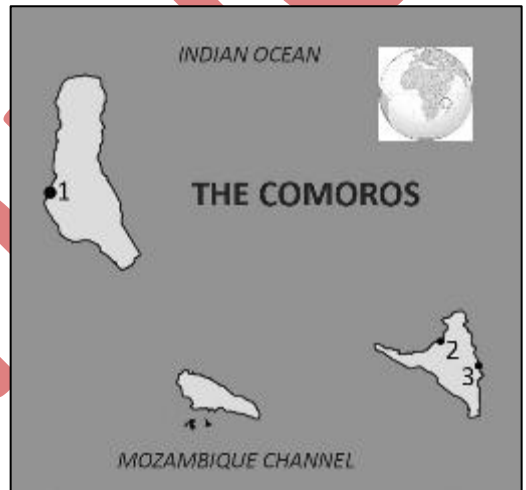 INDIAN OCEAN
1
THE COMOROS
2
3
MOZAMBIQUE CHANNEL